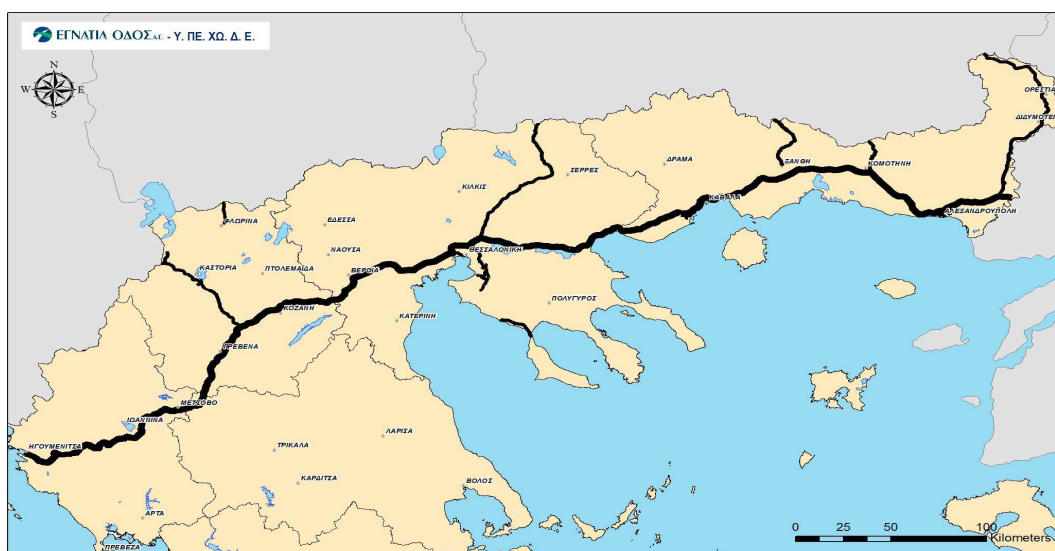 ΕΓΝΑΤΙΑ ΟΔΟΣ Α.Ε. - Υ. ΠΕ. ΧΩ. Δ. Ε.
N
W E
S
ΟΡΕΣΤΙΑ
ΔΙΔΥΜΟΤΕΙ
ΞΑΝΘΗ
ΚΟΜΟΤΗΝΗ
ΔΡΑΜΑ
ΣΕΡΡΕΣ
ΚΙΛΚΙΣ
ΚΑΒΑΛΑ
ΑΛΕΞΑΝΔΡΟΥΠΟΛΗ
ΦΛΩΡΙΝΑ
ΕΔΕΣΣΑ
ΘΕΣΣΑΛΟΝΙΚΗ
ΝΑΟΥΣΑ
ΚΑΣΤΟΡΙΑ
ΠΤΟΛΕΜΑΙΔΑ
ΒΕΡΟΙΑ
ΠΟΛΥΓΥΡΟΣ
ΚΟΖΑΝΗ
ΚΑΤΕΡΙΝΗ
ΓΡΕΒΕΝΑ
ΜΕΤΣΟΒΟ
ΙΩΑΝΝΙΝΑ
ΗΓΟΥΜΕΝΙΤΣΑ
ΛΑΡΙΣΑ
ΤΡΙΚΑΛΑ
ΚΑΡΔΙΤΣΑ
ΒΟΛΟΣ
ΑΡΤΑ
ΠΡΕΒΕΖΑ
0 25 50 100
Kilometers